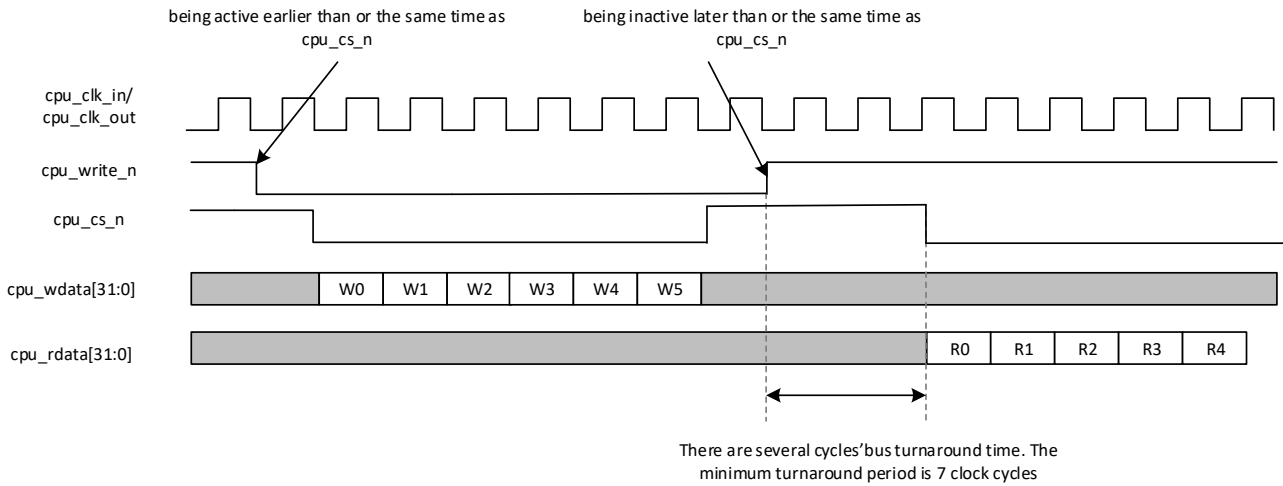 being active earlier than or the same time as
cpu_cs_n
being inactive later than or the same time as
cpu_cs_n
cpu_clk_in/
cpu_clk_out
cpu_write_n
cpu_cs_n
cpu_wdata[31:0]
W0 W1 W2 W3 W4 W5
cpu_rdata[31:0]
R0 R1 R2 R3 R4
There are several cycles’bus turnaround time. The
minimum turnaround period is 7 clock cycles